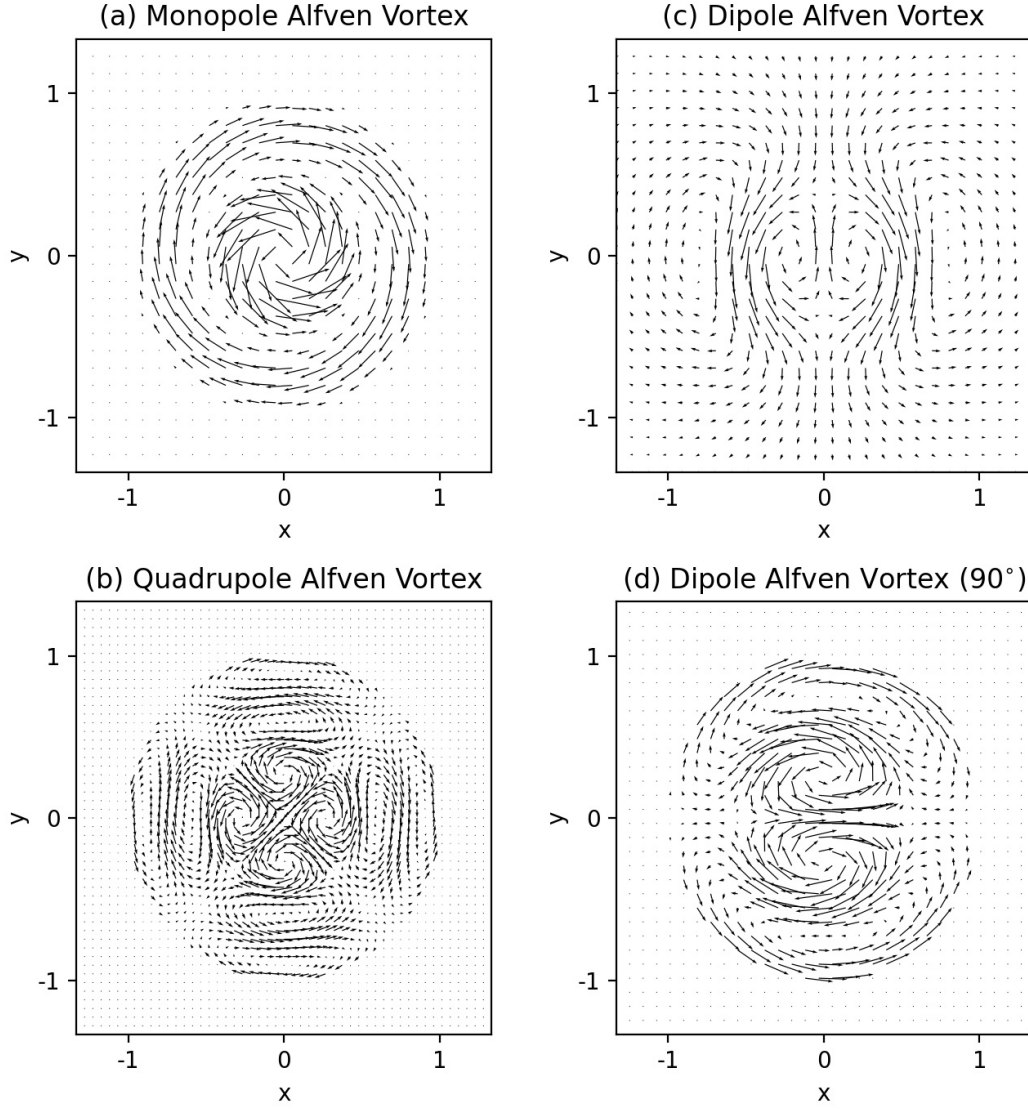 (a) Monopole Alfven Vortex
1
0
-1
y
-1 0 1
x
(c) Dipole Alfven Vortex
1
0
-1
y
-1 0 1
x
(b) Quadrupole Alfven Vortex
1
0
-1
y
-1 0 1
x
(d) Dipole Alfven Vortex (90°)
1
0
-1
y
-1 0 1
x